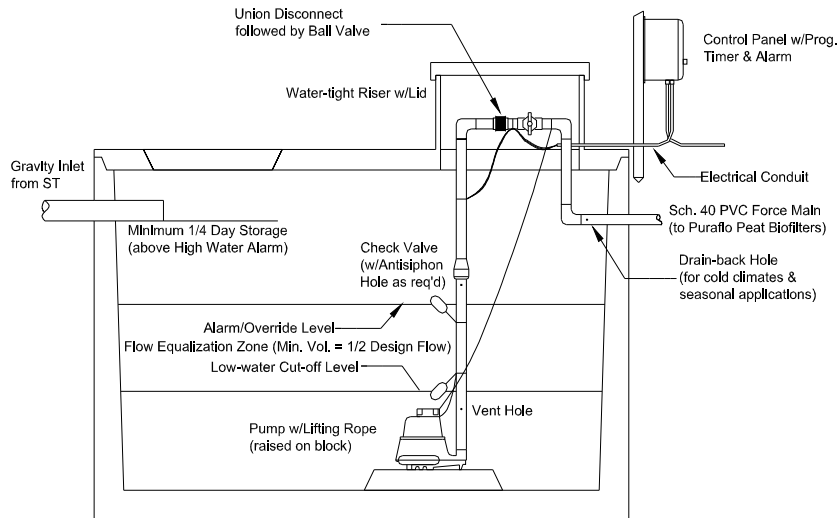 Union Disconnect
followed by Ball Valve
Control Panel w/Prog.
Timer & Alarm
Water-tight Riser w/Lid
Gravity Inlet
from ST
Electrical Conduit
Minimum 1/4 Day Storage
(above High Water Alarm)
Sch. 40 PVC Force Main
(to Puraflo Peat Biofilters)
Check Valve
(w/Antisiphon
Hole as req'd)
Drain-back Hole
(for cold climates &
seasonal applications)
Alarm/Override Level
Flow Equalization Zone (Min. Vol. = 1/2 Design Flow)
Low-water Cut-off Level
Vent Hole
Pump w/Lifting Rope
(raised on block)